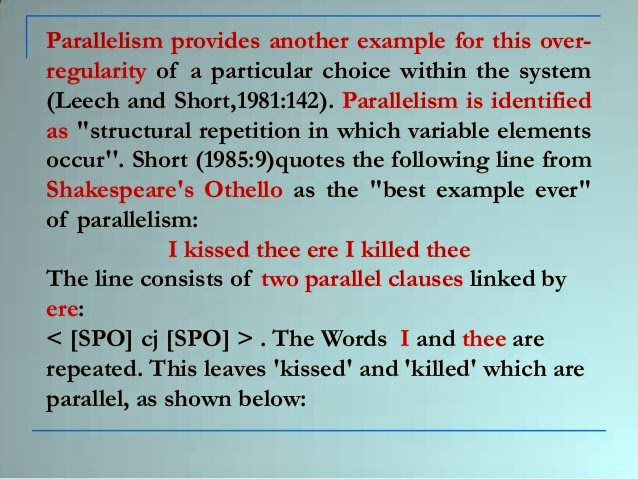 Parallelism provides another example for this over-
regularity of a particular choice within the system
(Leech and Short,1981:142). Parallelism is identified
as "structural repetition in which variable elements
occur''. Short (1985:9)quotes the following line from
Shakespeare's Othello as the "best example ever"
of parallelism:
I kissed thee ere I killed thee
The line consists of two parallel clauses linked by
ere:
< [SPO] cj [SPO] > . The Words I and thee are
repeated. This leaves 'kissed' and 'killed' which are
parallel, as shown below: